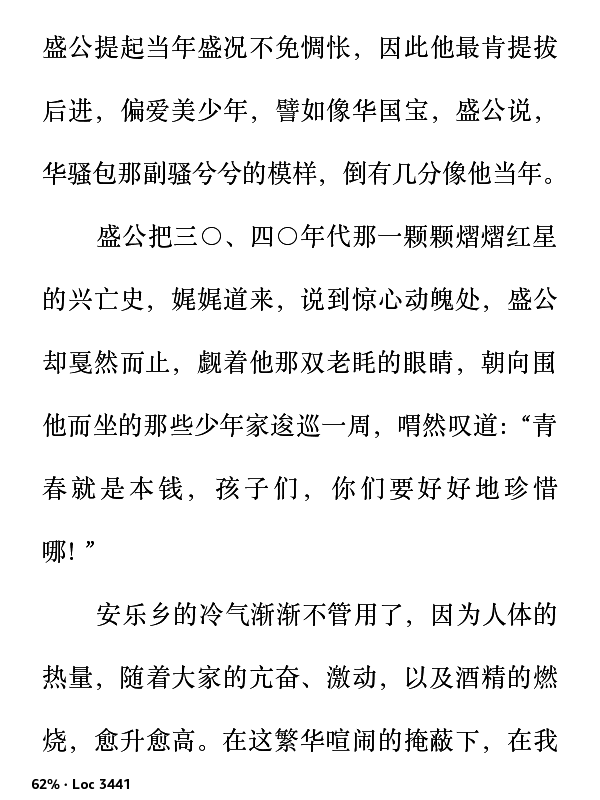 盛公提起当年盛况不免惆怅，因此他最肯提拔
后进，偏爱美少年，譬如像华国宝，盛公说，
华骚包那副骚兮兮的模样，倒有几分像他当年。
盛公把三〇、四〇年代那一颗颗熠熠红星
的兴亡史，娓娓道来，说到惊心动魄处，盛公
却戛然而止，觑着他那双老眊的眼睛，朝向围
他而坐的那些少年家逡巡一周，喟然叹道：“青
春就是本钱，孩子们，你们要好好地珍惜
哪！”
安乐乡的冷气渐渐不管用了，因为人体的
热量，随着大家的亢奋、激动，以及酒精的燃
烧，愈升愈高。在这繁华喧闹的掩蔽下，在我
62% · Loc 3441